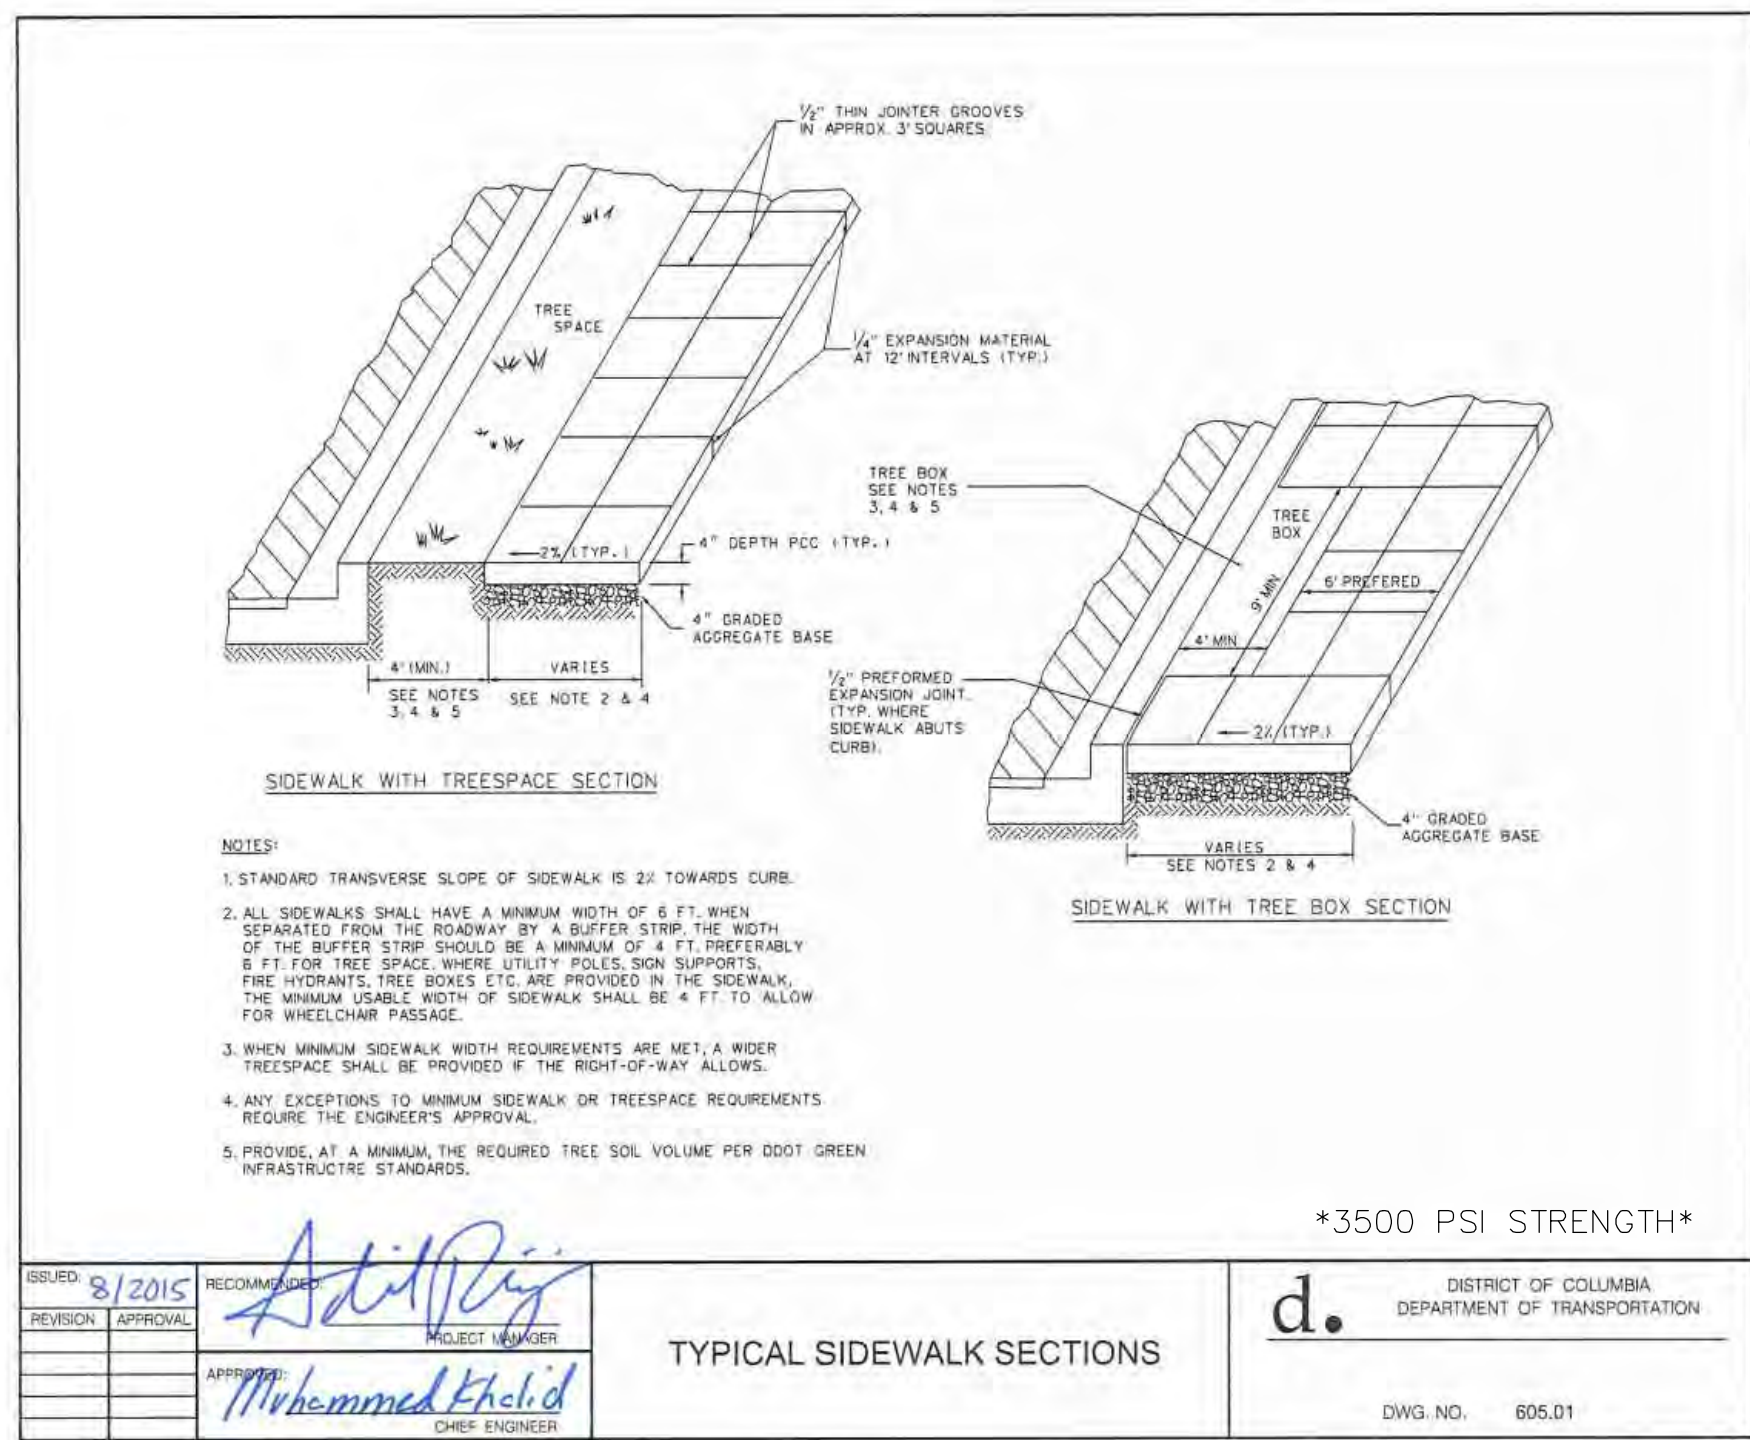 ½" THIN JOINTER GROOVES
IN APPROX. 3' SQUARES
TREE
SPACE
¼" EXPANSION MATERIAL
AT 12' INTERVALS (TYP.)
2% (TYP.)
4" DEPTH PCC (TYP.)
4" GRADED
AGGREGATE BASE
4' (MIN.)
SEE NOTES
3, 4 & 5
VARIES
SEE NOTE 2 & 4
SIDEWALK WITH TREESPACE SECTION
TREE BOX
SEE NOTES
3, 4 & 5
TREE
BOX
9' MIN
6' PREFERED
4' MIN
½" PREFORMED
EXPANSION JOINT.
(TYP. WHERE
SIDEWALK ABUTS
CURB).
2% (TYP.)
4" GRADED
AGGREGATE BASE
VARIES
SEE NOTES 2 & 4
SIDEWALK WITH TREE BOX SECTION
NOTES:
1. STANDARD TRANSVERSE SLOPE OF SIDEWALK IS 2% TOWARDS CURB.
2. ALL SIDEWALKS SHALL HAVE A MINIMUM WIDTH OF 6 FT. WHEN
SEPARATED FROM THE ROADWAY BY A BUFFER STRIP. THE WIDTH
OF THE BUFFER STRIP SHOULD BE A MINIMUM OF 4 FT. PREFERABLY
6 FT. FOR TREE SPACE. WHERE UTILITY POLES, SIGN SUPPORTS,
FIRE HYDRANTS, TREE BOXES ETC. ARE PROVIDED IN THE SIDEWALK,
THE MINIMUM USABLE WIDTH OF SIDEWALK SHALL BE 4 FT. TO ALLOW
FOR WHEELCHAIR PASSAGE.
3. WHEN MINIMUM SIDEWALK WIDTH REQUIREMENTS ARE MET, A WIDER
TREESPACE SHALL BE PROVIDED IF THE RIGHT-OF-WAY ALLOWS.
4. ANY EXCEPTIONS TO MINIMUM SIDEWALK OR TREESPACE REQUIREMENTS
REQUIRE THE ENGINEER'S APPROVAL.
5. PROVIDE, AT A MINIMUM, THE REQUIRED TREE SOIL VOLUME PER DDOT GREEN
INFRASTRUCTRE STANDARDS.
*3500 PSI STRENGTH*
ISSUED: 8/2015
REVISION APPROVAL
RECOMMENDED:
PROJECT MANAGER
APPROVED:
Muhammed Khalid
CHIEF ENGINEER
TYPICAL SIDEWALK SECTIONS
d.
DISTRICT OF COLUMBIA
DEPARTMENT OF TRANSPORTATION
DWG. NO. 605.01